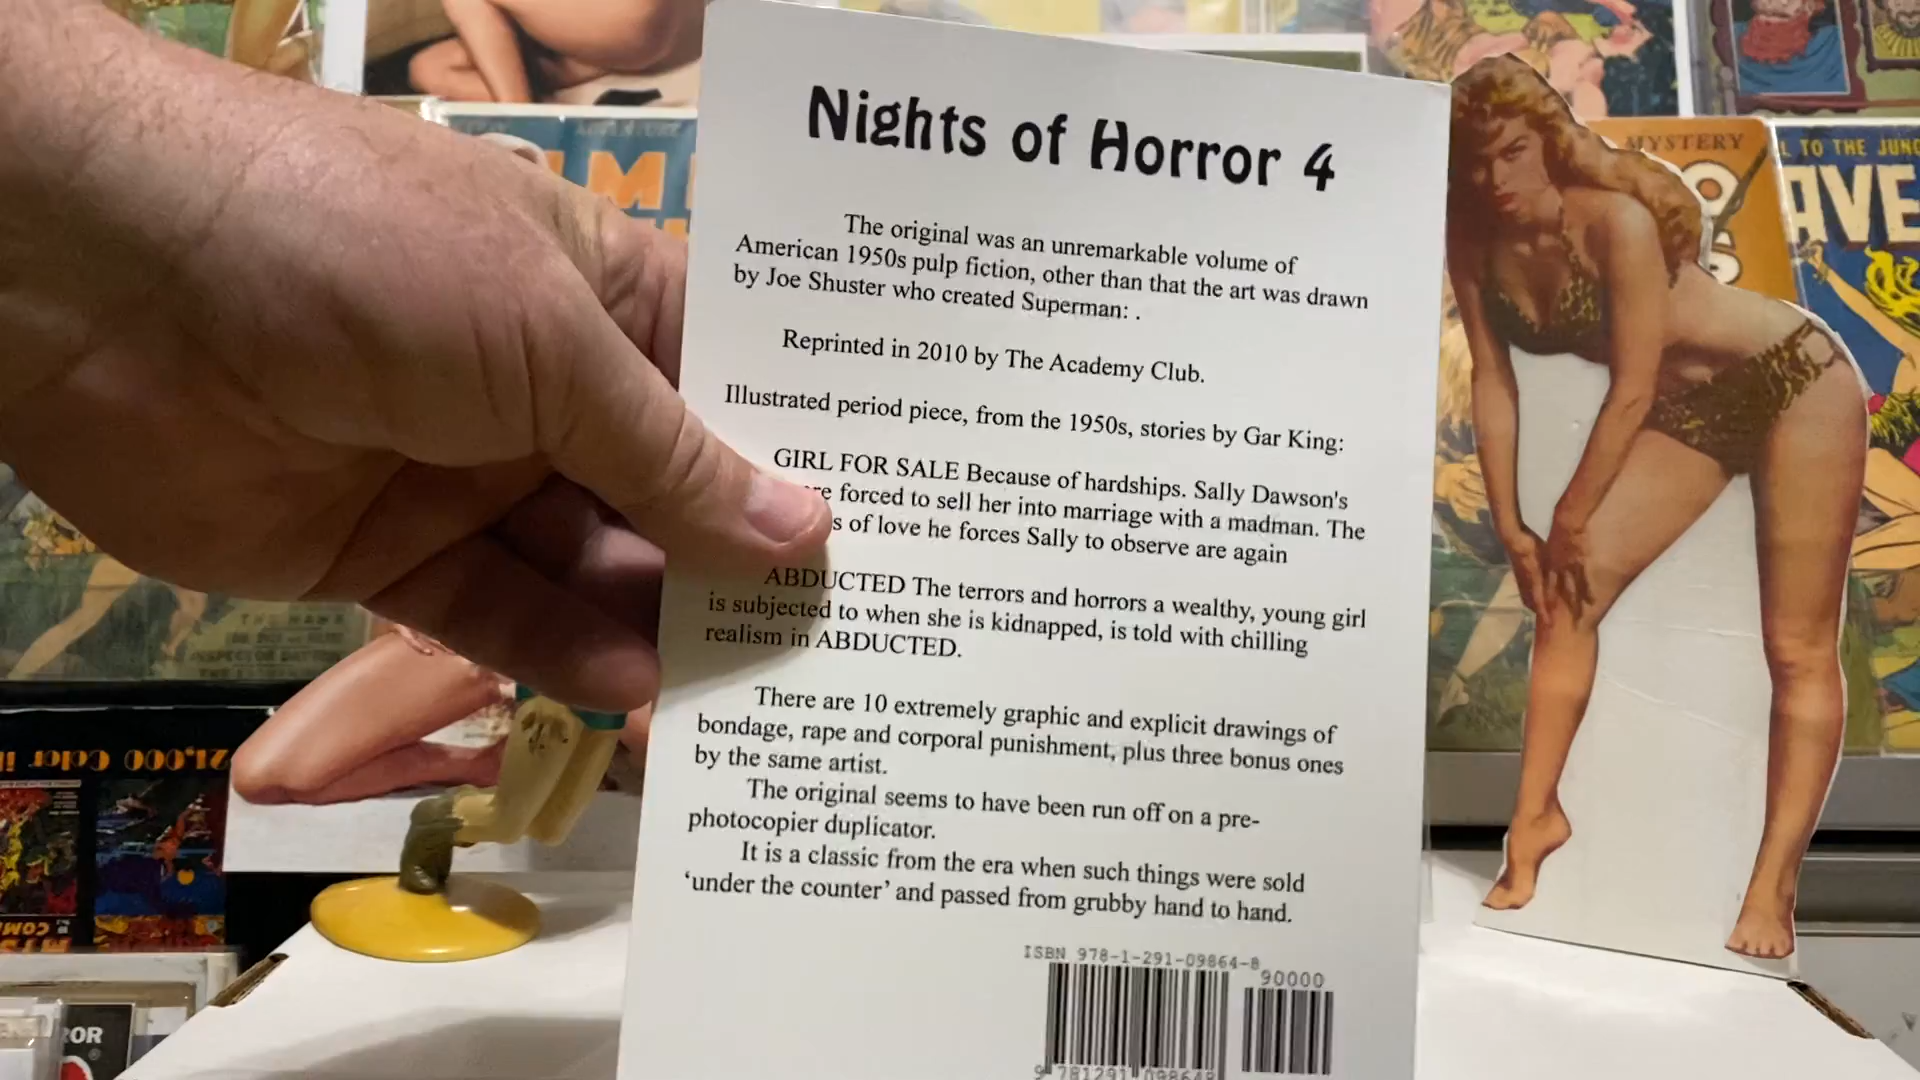 Nights of Horror 4
The original was an unremarkable volume of
American 1950s pulp fiction, other than that the art was drawn
by Joe Shuster who created Superman: .
Reprinted in 2010 by The Academy Club.
Illustrated period piece, from the 1950s, stories by Gar King:
GIRL FOR SALE Because of hardships. Sally Dawson's
forced to sell her into marriage with a madman. The
of love he forces Sally to observe are again
ABDUCTED The terrors and horrors a wealthy, young girl
is subjected to when she is kidnapped, is told with chilling
realism in ABDUCTED.
There are 10 extremely graphic and explicit drawings of
bondage, rape and corporal punishment, plus three bonus ones
by the same artist.
The original seems to have been run off on a pre-
photocopier duplicator.
It is a classic from the era when such things were sold
‘under the counter’ and passed from grubby hand to hand.
ISBN 978-1-291-09864-8
90000
9 781291 098648
MYSTERY
TO THE
21,000 Color